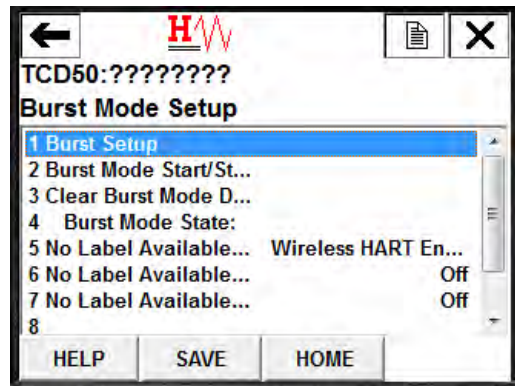 H
TCD50:????????
Burst Mode Setup
1 Burst Setup
2 Burst Mode Start/St...
3 Clear Burst Mode D...
4 Burst Mode State:
5 No Label Available... Wireless HART En...
6 No Label Available... Off
7 No Label Available... Off
8
HELP SAVE HOME